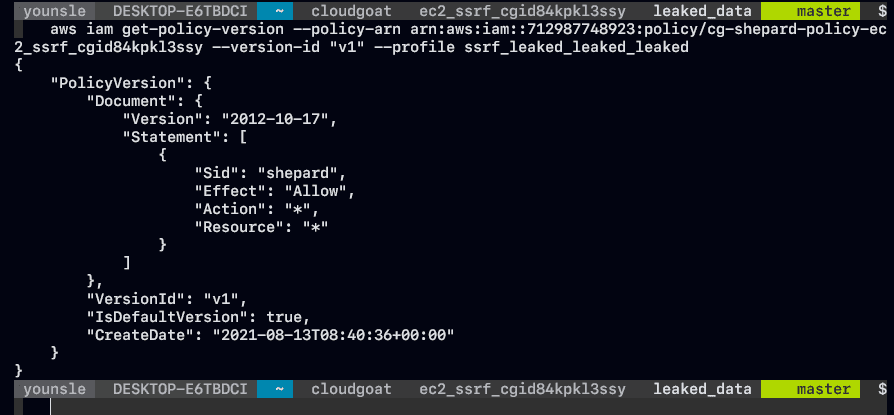 younsle DESKTOP-E6TBDCI ~ cloudgoat ec2_ssrf_cgid84kpkl3ssy leaked_data master $
aws iam get-policy-version --policy-arn arn:aws:iam::712987748923:policy/cg-shepard-policy-ec
2_ssrf_cgid84kpkl3ssy --version-id "v1" --profile ssrf_leaked_leaked_leaked
{
    "PolicyVersion": {
        "Document": {
            "Version": "2012-10-17",
            "Statement": [
                {
                    "Sid": "shepard",
                    "Effect": "Allow",
                    "Action": "*",
                    "Resource": "*"
                }
            ]
        },
        "VersionId": "v1",
        "IsDefaultVersion": true,
        "CreateDate": "2021-08-13T08:40:36+00:00"
    }
}
younsle DESKTOP-E6TBDCI ~ cloudgoat ec2_ssrf_cgid84kpkl3ssy leaked_data master $